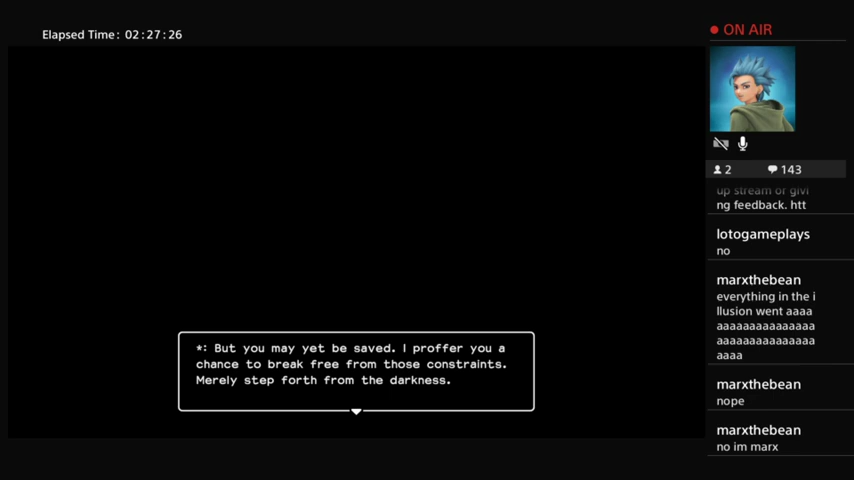 Elapsed Time: 02:27:26
ON AIR
2 143
up stream or givi
ng feedback. htt
lotogameplays
no
marxthebean
everything in the i
llusion went aaaa
aaaaaaaaaaaaaaa
aaaaaaaaaaaaaaa
aaaa
marxthebean
nope
marxthebean
no im marx
*: But you may yet be saved. I proffer you a
chance to break free from those constraints.
Merely step forth from the darkness.